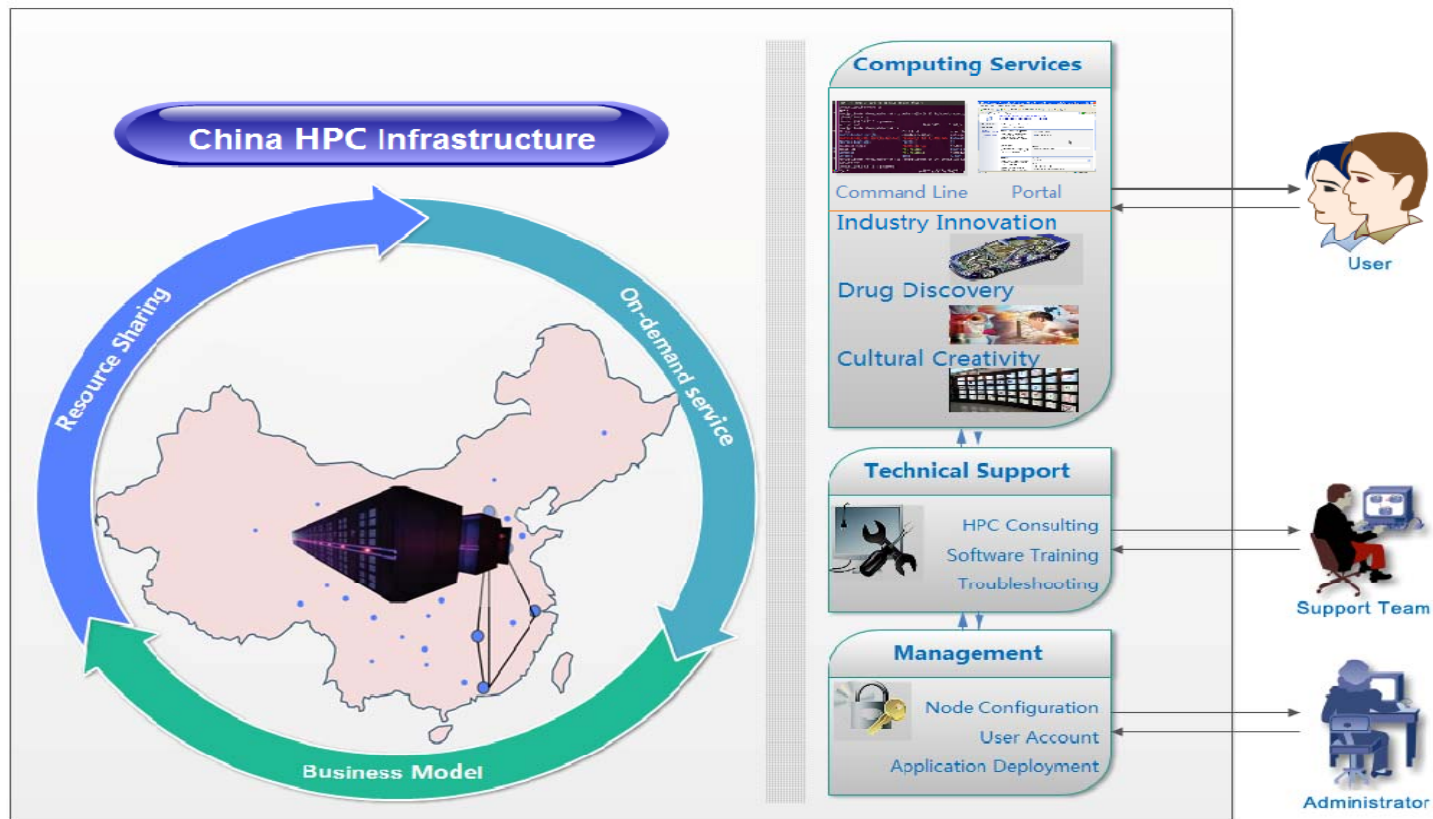 China HPC Infrastructure
Resource Sharing
On-demand service
Business Model
Computing Services
Command Line
Portal
Industry Innovation
Drug Discovery
Cultural Creativity
Technical Support
HPC Consulting
Software Training
Troubleshooting
Management
Node Configuration
User Account
Application Deployment
User
Support Team
Administrator